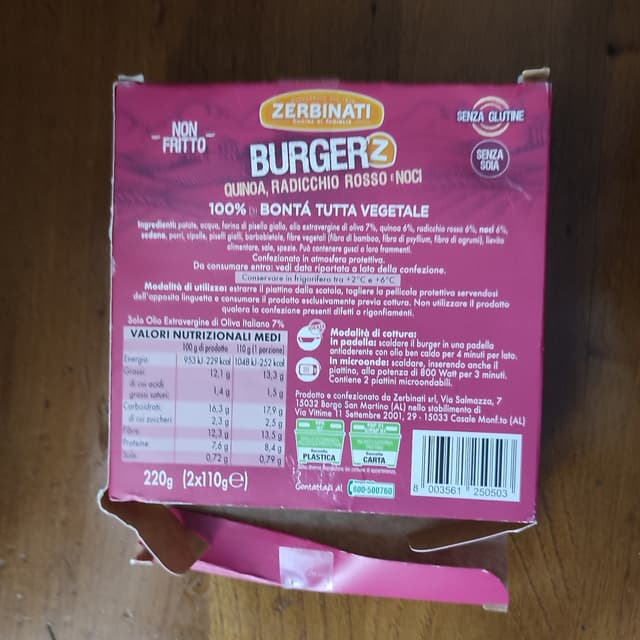 ZERBINATI
NON
FRITTO
SENZA GLUTINE
BURGER Z
SENZA
SOIA
QUINOA, RADICCHIO ROSSO E NOCI
100% DI BONTÁ TUTTA VEGETALE
Ingredienti: patate, acqua, farina di pisello giallo, olio extravergine di oliva 7%, quinoa 6%, radicchio rosso 6%, noci 6%,
sedano, porri, cipolle, piselli gialli, barbabietola, fibre vegetali (fibra di bamboo, fibra di psyllium, fibra di agrumi), lievito
alimentare, sale, spezie. Può contenere gusci o loro frammenti.
Confezionato in atmosfera protettiva.
Da consumare entro: vedi data riportata a lato della confezione.
Conservare in frigorifero tra +2°C e +6°C
Modalità di utilizzo: estrarre il piattino dalla scatola, togliere la pellicola protettiva servendosi
dell'apposita linguetta e consumare il prodotto esclusivamente previa cottura. Non utilizzare il prodotto
qualora la confezione presenti difetti o rigonfiamenti.
Solo Olio Extravergine di Oliva Italiano 7%
VALORI NUTRIZIONALI MEDI
100 g di prodotto 110 g (1 porzione)
Energia 953 kJ-229 kcal 1048 kJ-252 kcal
Grassi 12,1 g 13,3 g
di cui acidi
grassi saturi 1,4 g 1,5 g
Carboidrati 16,3 g 17,9 g
di cui zuccheri 2,3 g 2,5 g
Fibre 12,3 g 13,5 g
Proteine 7,6 g 8,4 g
Sale 0,72 g 0,79 g
220g (2x110g e)
Modalità di cottura:
In padella: scaldare il burger in una padella
antiaderente con olio ben caldo per 4 minuti per lato.
In microonde: scaldare, inserendo anche il
piattino, alla potenza di 800 Watt per 3 minuti.
Contiene 2 piattini microondabili.
Prodotto e confezionato da Zerbinati Srl, Via Salmazza, 7
15032 Borgo San Martino (AL) nello stabilimento di
Via Vittime 11 Settembre 2001, 29 - 15033 Casale Monf.to (AL)
Raccolta
PLASTICA
Raccolta
CARTA
Contattaci al 800-500760
8 003561 250503